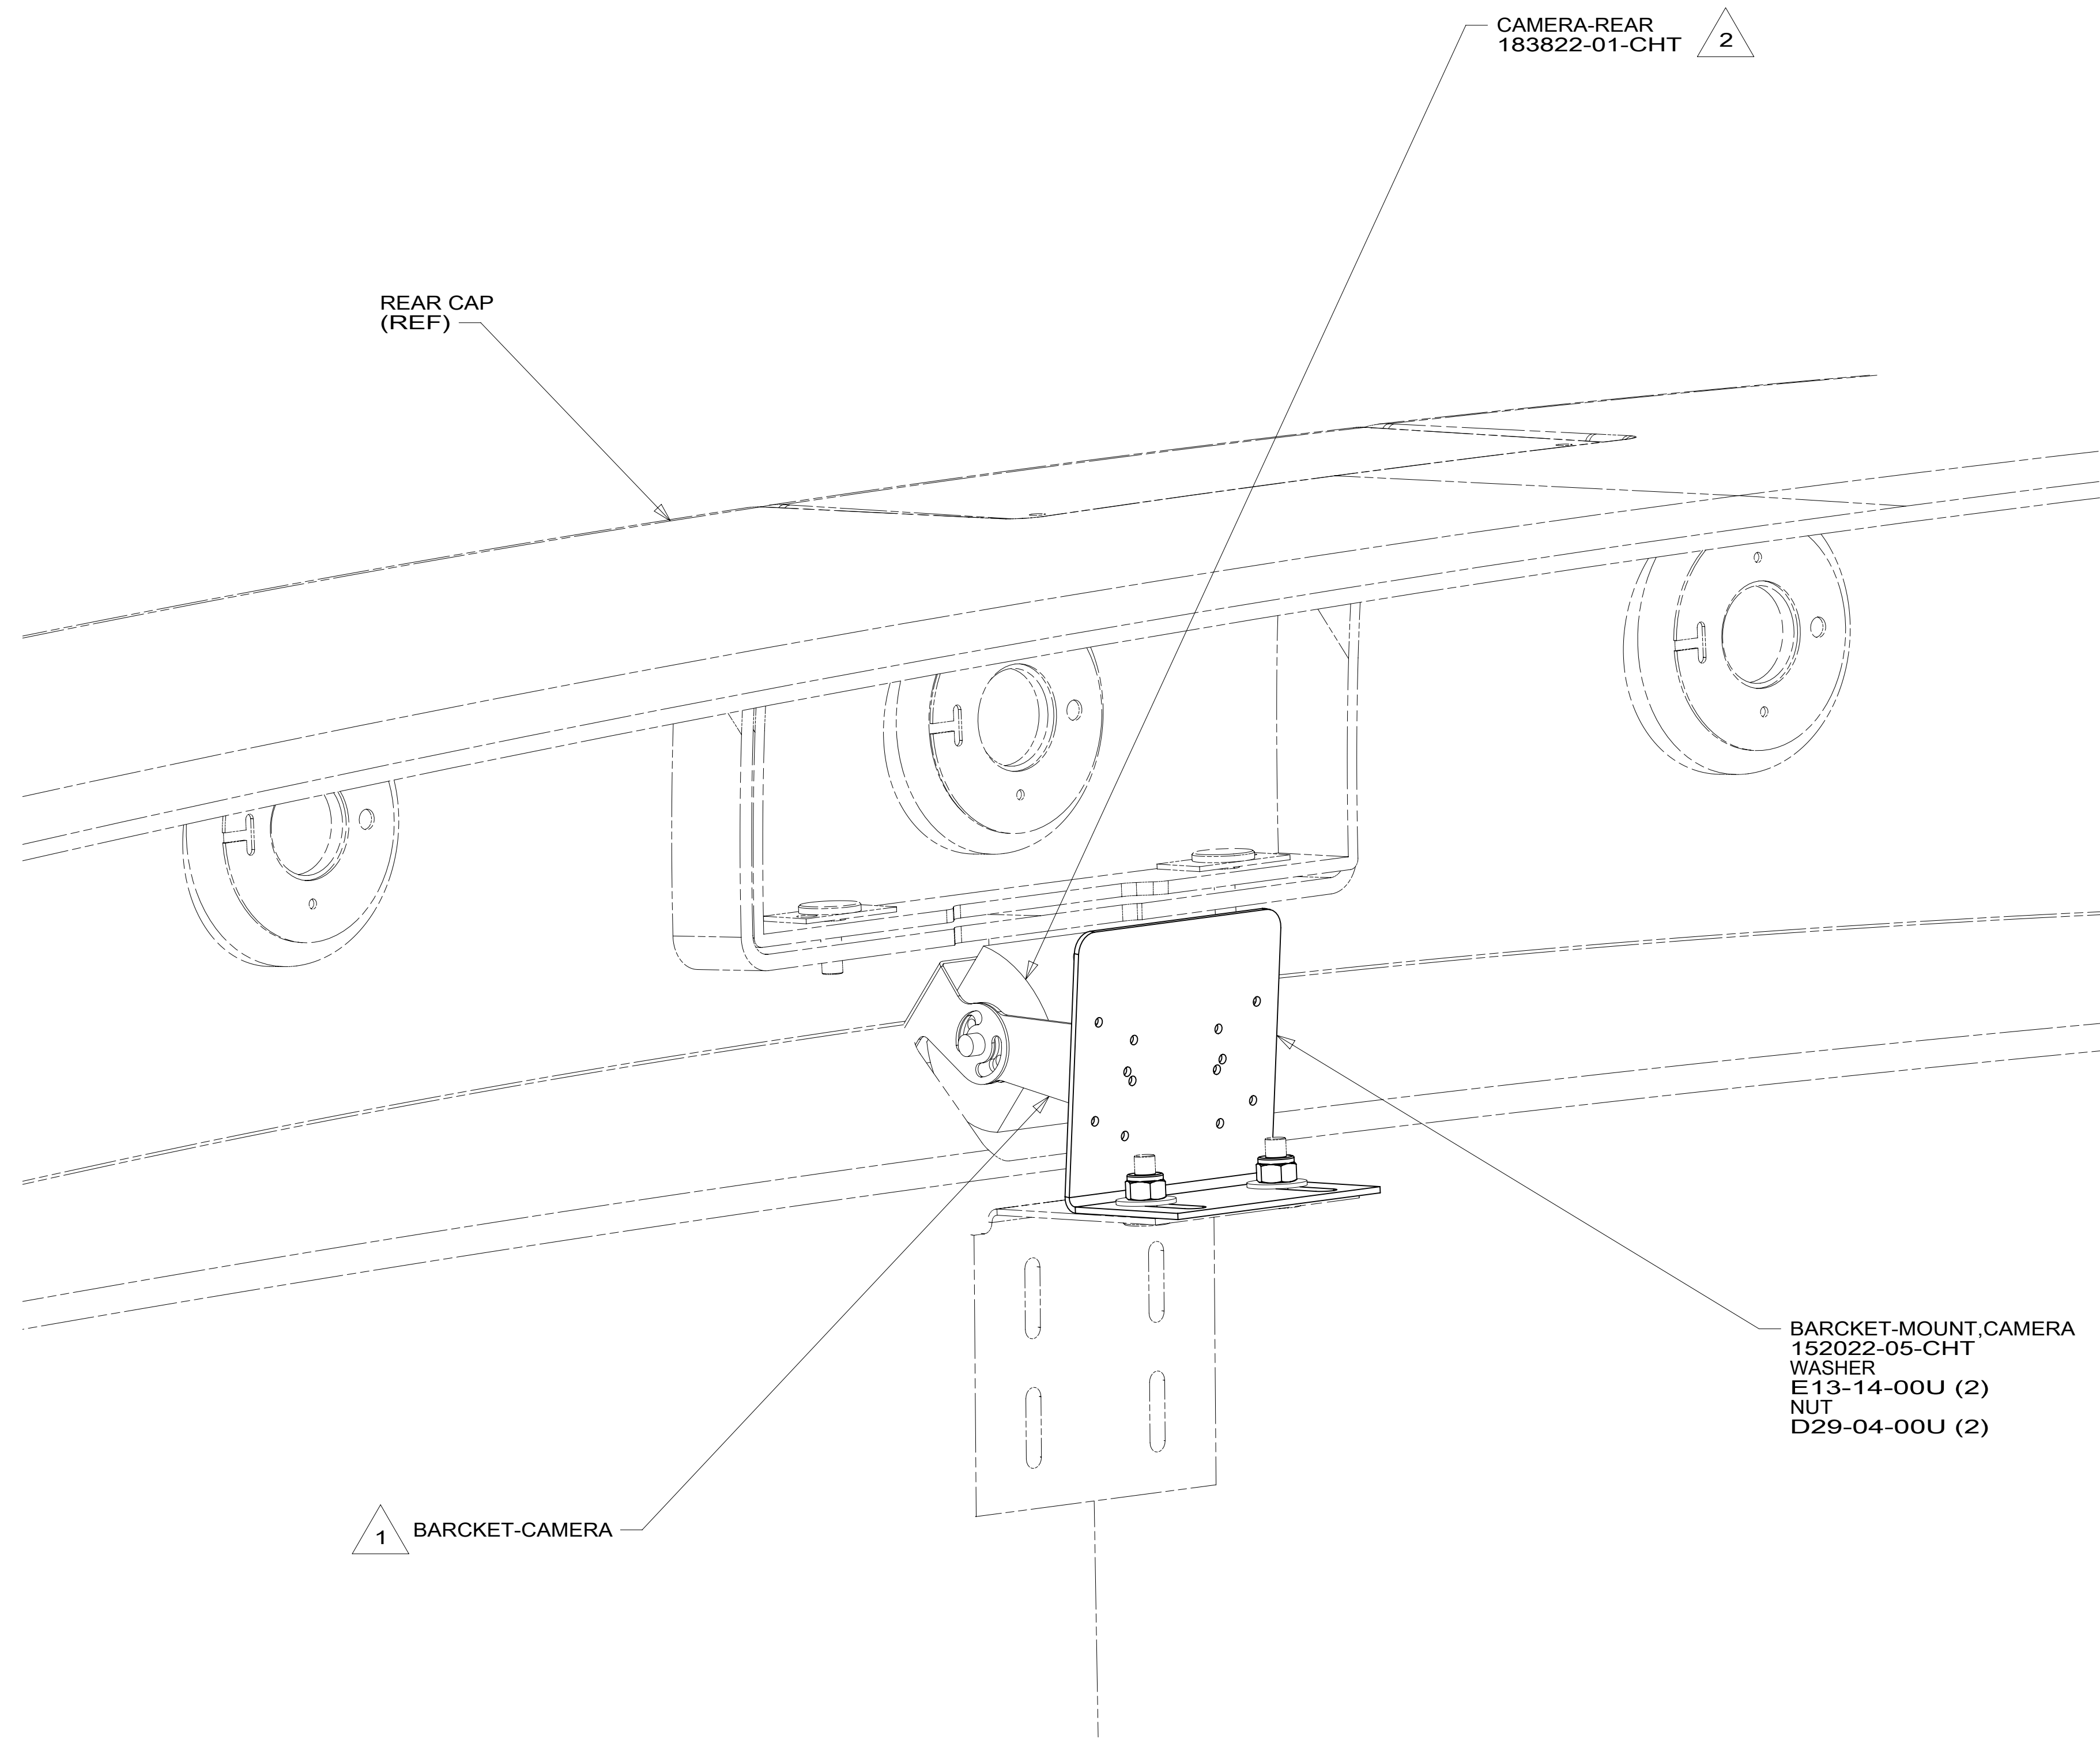 CAMERA-REAR
183822-01-CHT
2
REAR CAP
(REF)
BARCKET-MOUNT,CAMERA
152022-05-CHT
WASHER
E13-14-00U (2)
NUT
D29-04-00U (2)
1
BARCKET-CAMERA